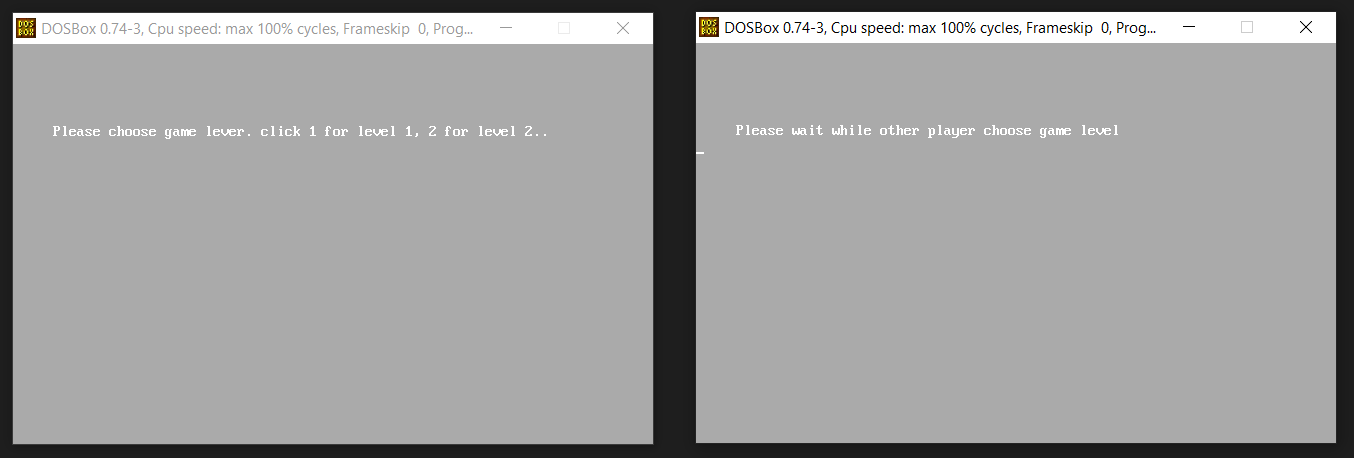 DOS BOX DOSBox 0.74-3, Cpu speed: max 100% cycles, Frameskip 0, Prog...
Please choose game lever. click 1 for level 1, 2 for level 2..
DOS BOX DOSBox 0.74-3, Cpu speed: max 100% cycles, Frameskip 0, Prog...
Please wait while other player choose game level